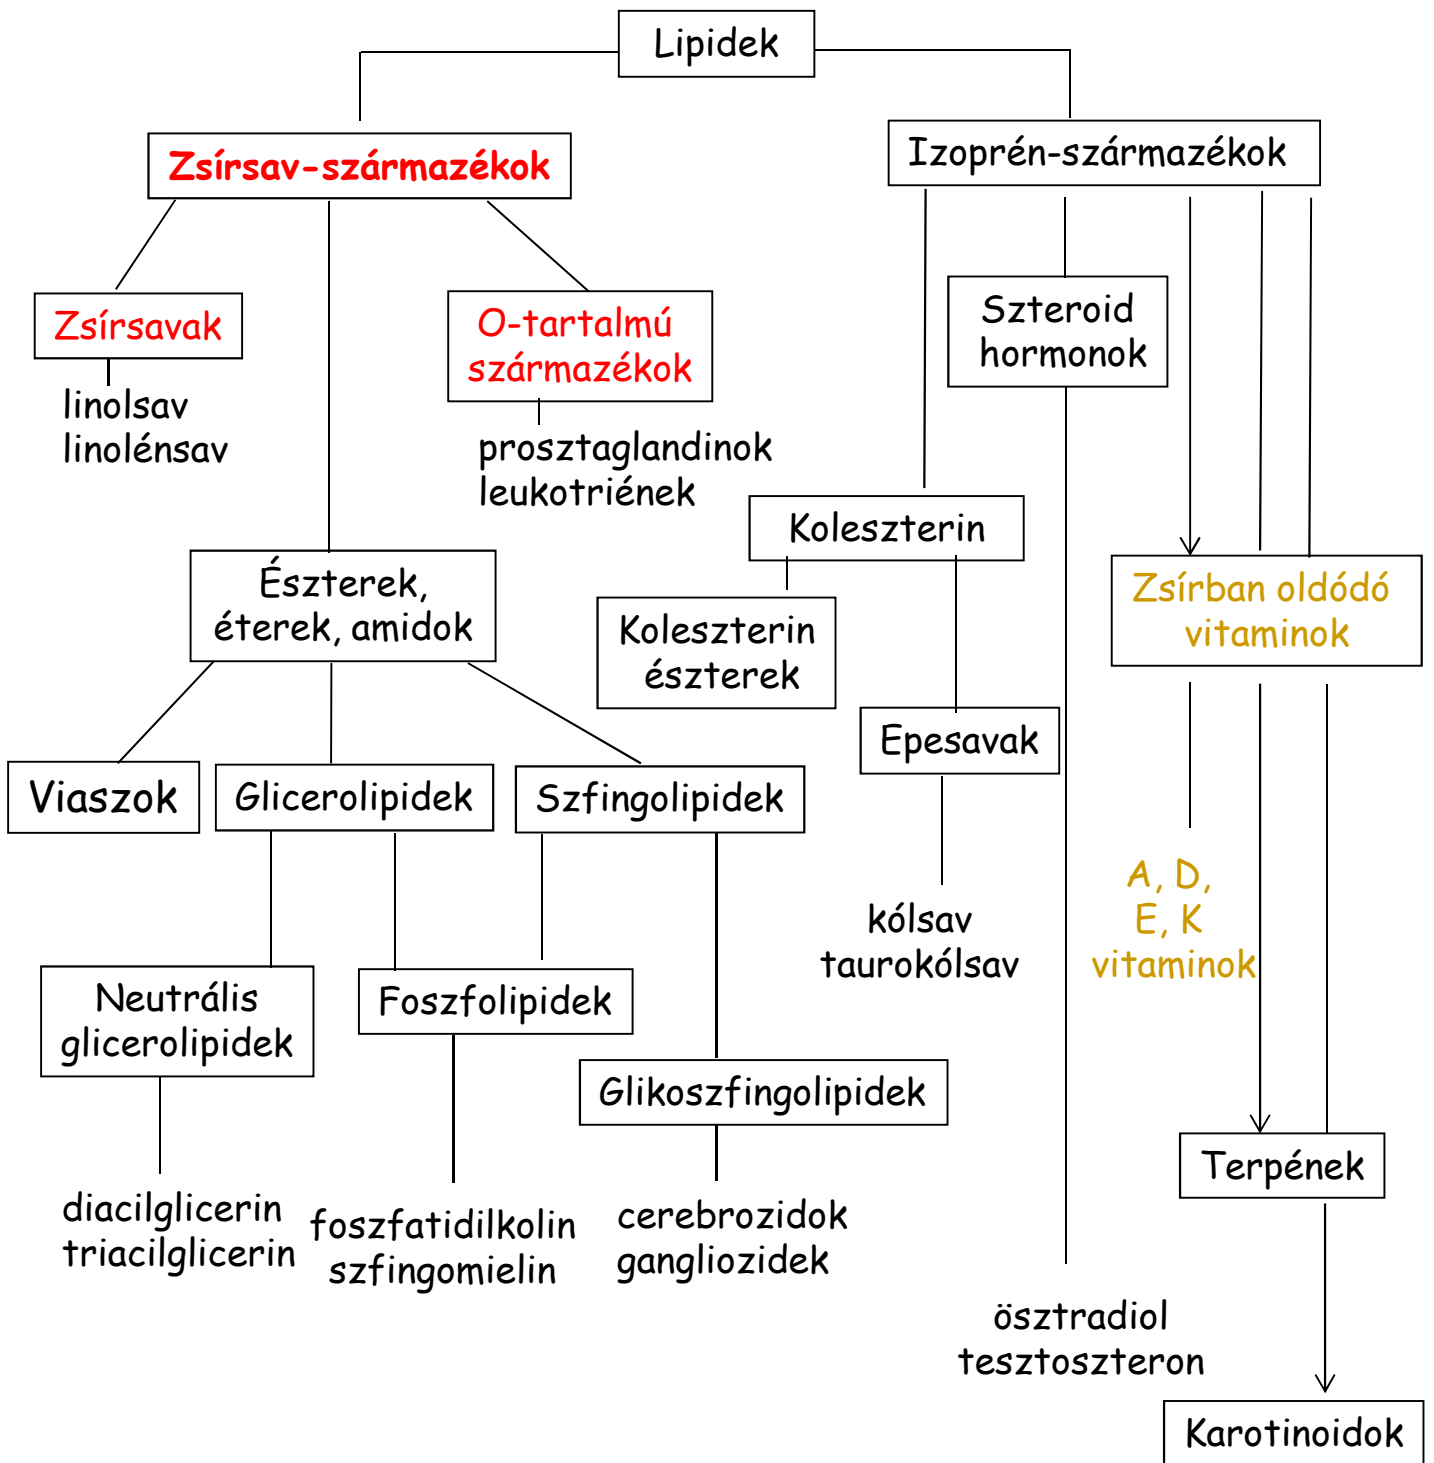 Lipidek
Zsírsav-származékok
Izoprén-származékok
Zsírsavak
linolsav
linolénsav
O-tartalmú
származékok
prosztaglandinok
leukotriének
Szteroid
hormonok
Koleszterin
Észterek,
éterek, amidok
Koleszterin
észterek
Zsírban oldódó
vitaminok
Epesavak
Viaszok
Glicerolipidek
Szfingolipidek
kólsav
taurokólsav
A, D,
E, K
vitaminok
Neutrális
glicerolipidek
Foszfolipidek
Glikoszfingolipidek
Terpének
diacilglicerin
triacilglicerin
foszfatidilkolin
szfingomielin
cerebrozidok
gangliozidek
ösztradiol
tesztoszteron
Karotinoidok